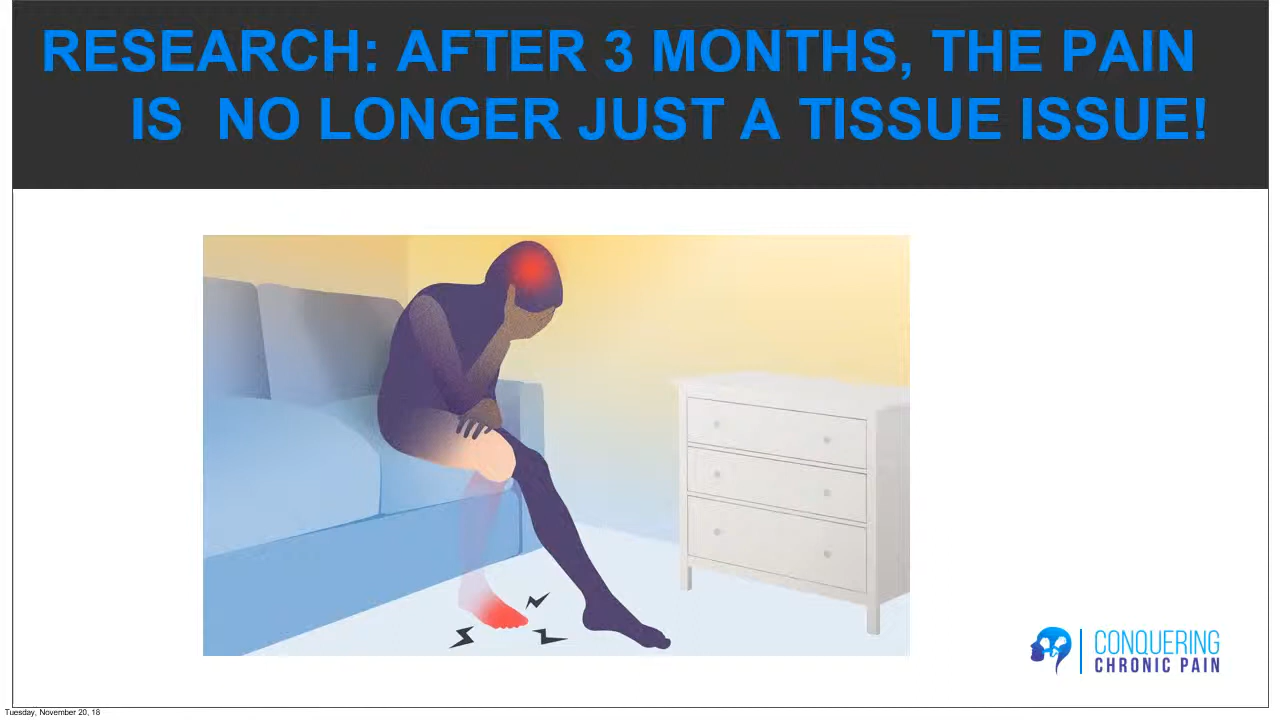 RESEARCH: AFTER 3 MONTHS, THE PAIN
IS NO LONGER JUST A TISSUE ISSUE!
CONQUERING
CHRONIC PAIN
Tuesday, November 20, 18